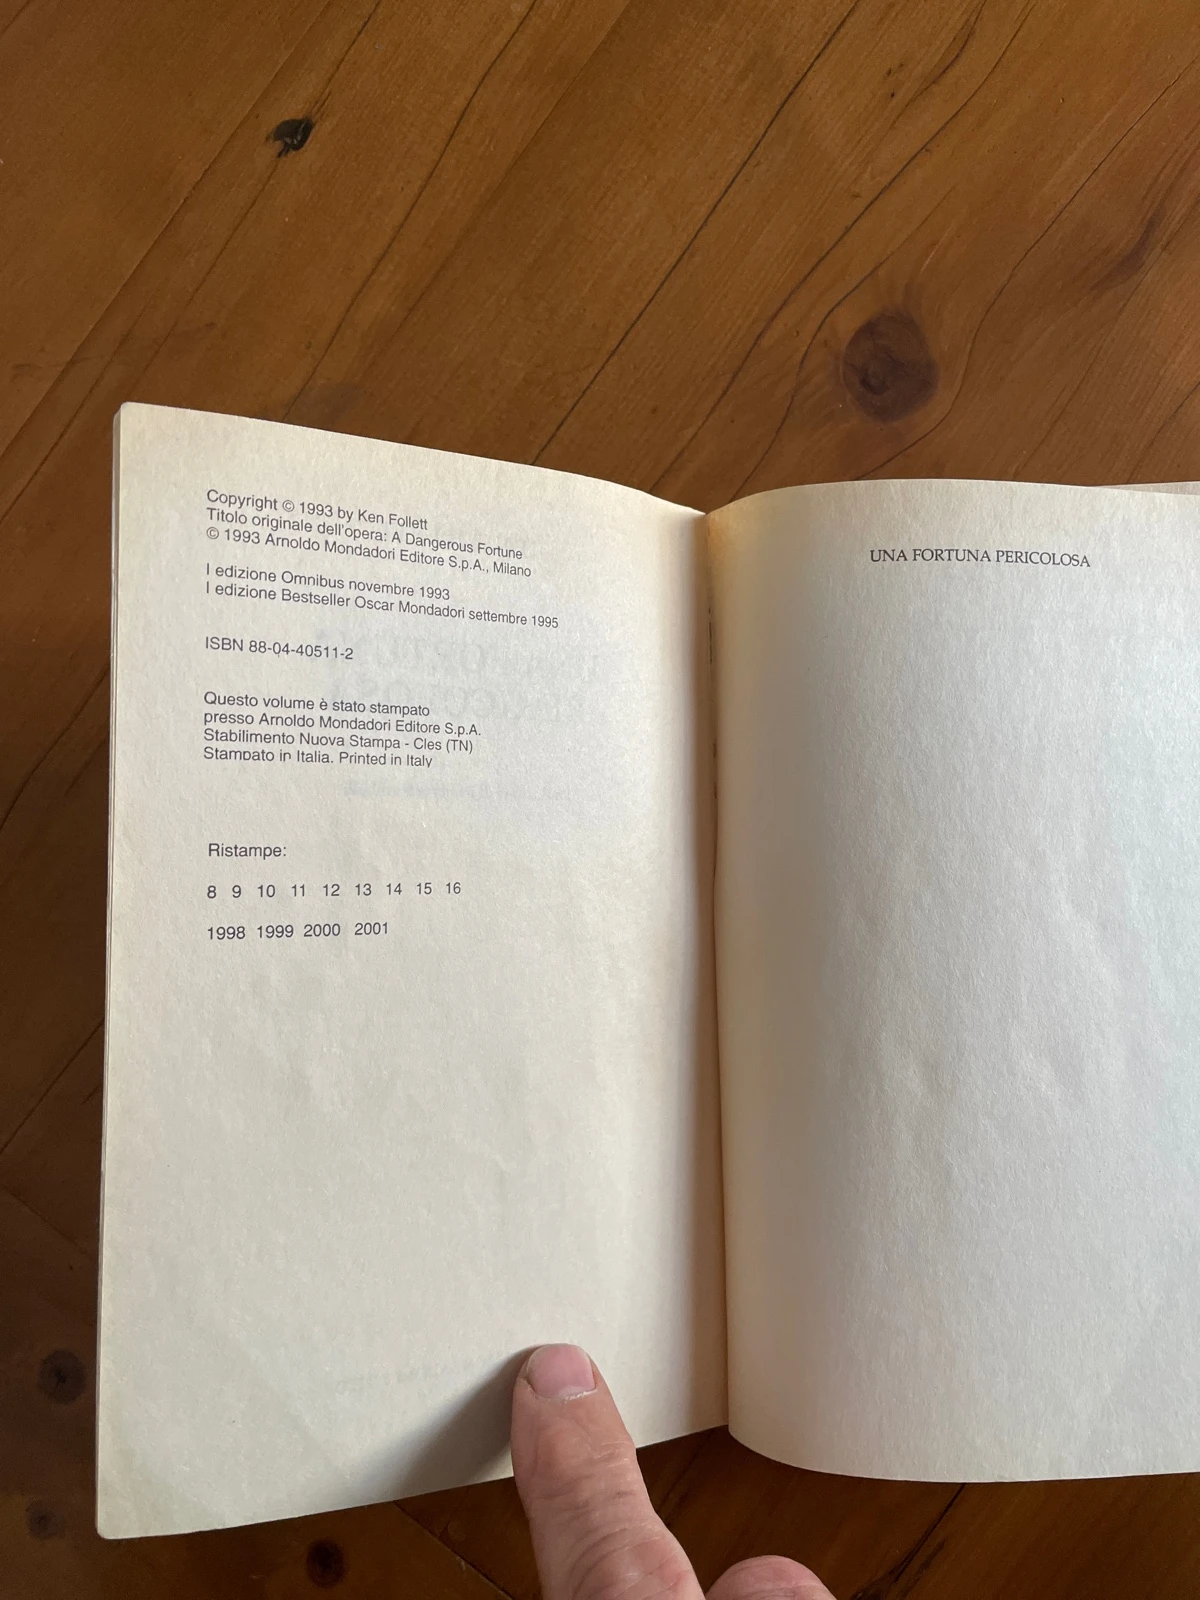 Copyright © 1993 by Ken Follett
Titolo originale dell'opera: A Dangerous Fortune
© 1993 Arnoldo Mondadori Editore S.p.A., Milano
I edizione Omnibus novembre 1993
I edizione Bestseller Oscar Mondadori settembre 1995
ISBN 88-04-40511-2
Questo volume è stato stampato
presso Arnoldo Mondadori Editore S.p.A.
Stabilimento Nuova Stampa - Cles (TN)
Stampato in Italia. Printed in Italy
Ristampe:
8 9 10 11 12 13 14 15 16
1998 1999 2000 2001
UNA FORTUNA PERICOLOSA